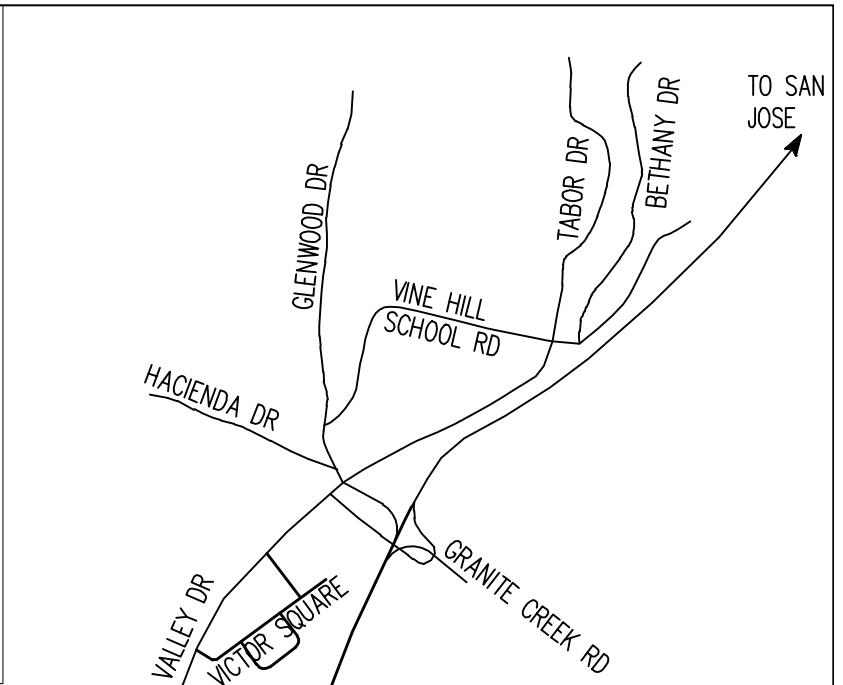 TO SAN
JOSE
BETHANY DR
TABOR DR
GLENWOOD DR
VINE HILL
SCHOOL RD
HACIENDA DR
GRANITE CREEK RD
VALLEY DR
VICTOR SQUARE